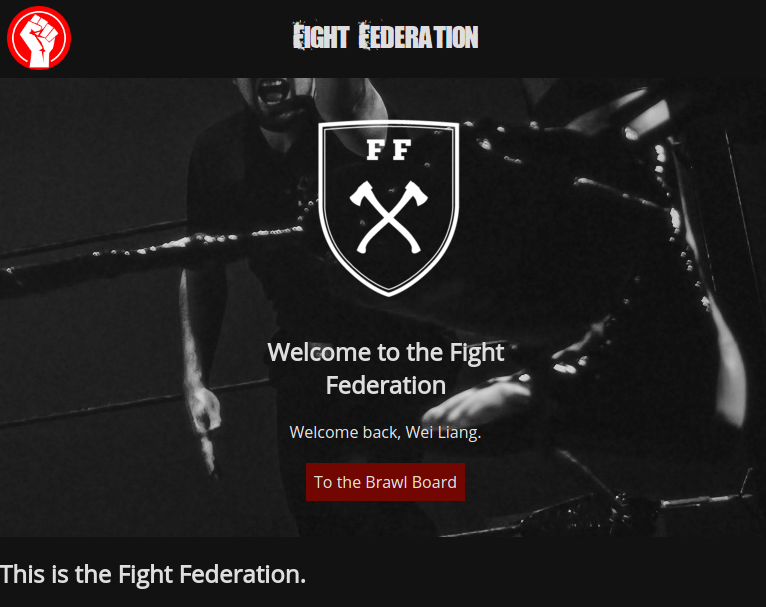 Fight Federation
F F
Welcome to the Fight
Federation
Welcome back, Wei Liang.
To the Brawl Board
This is the Fight Federation.